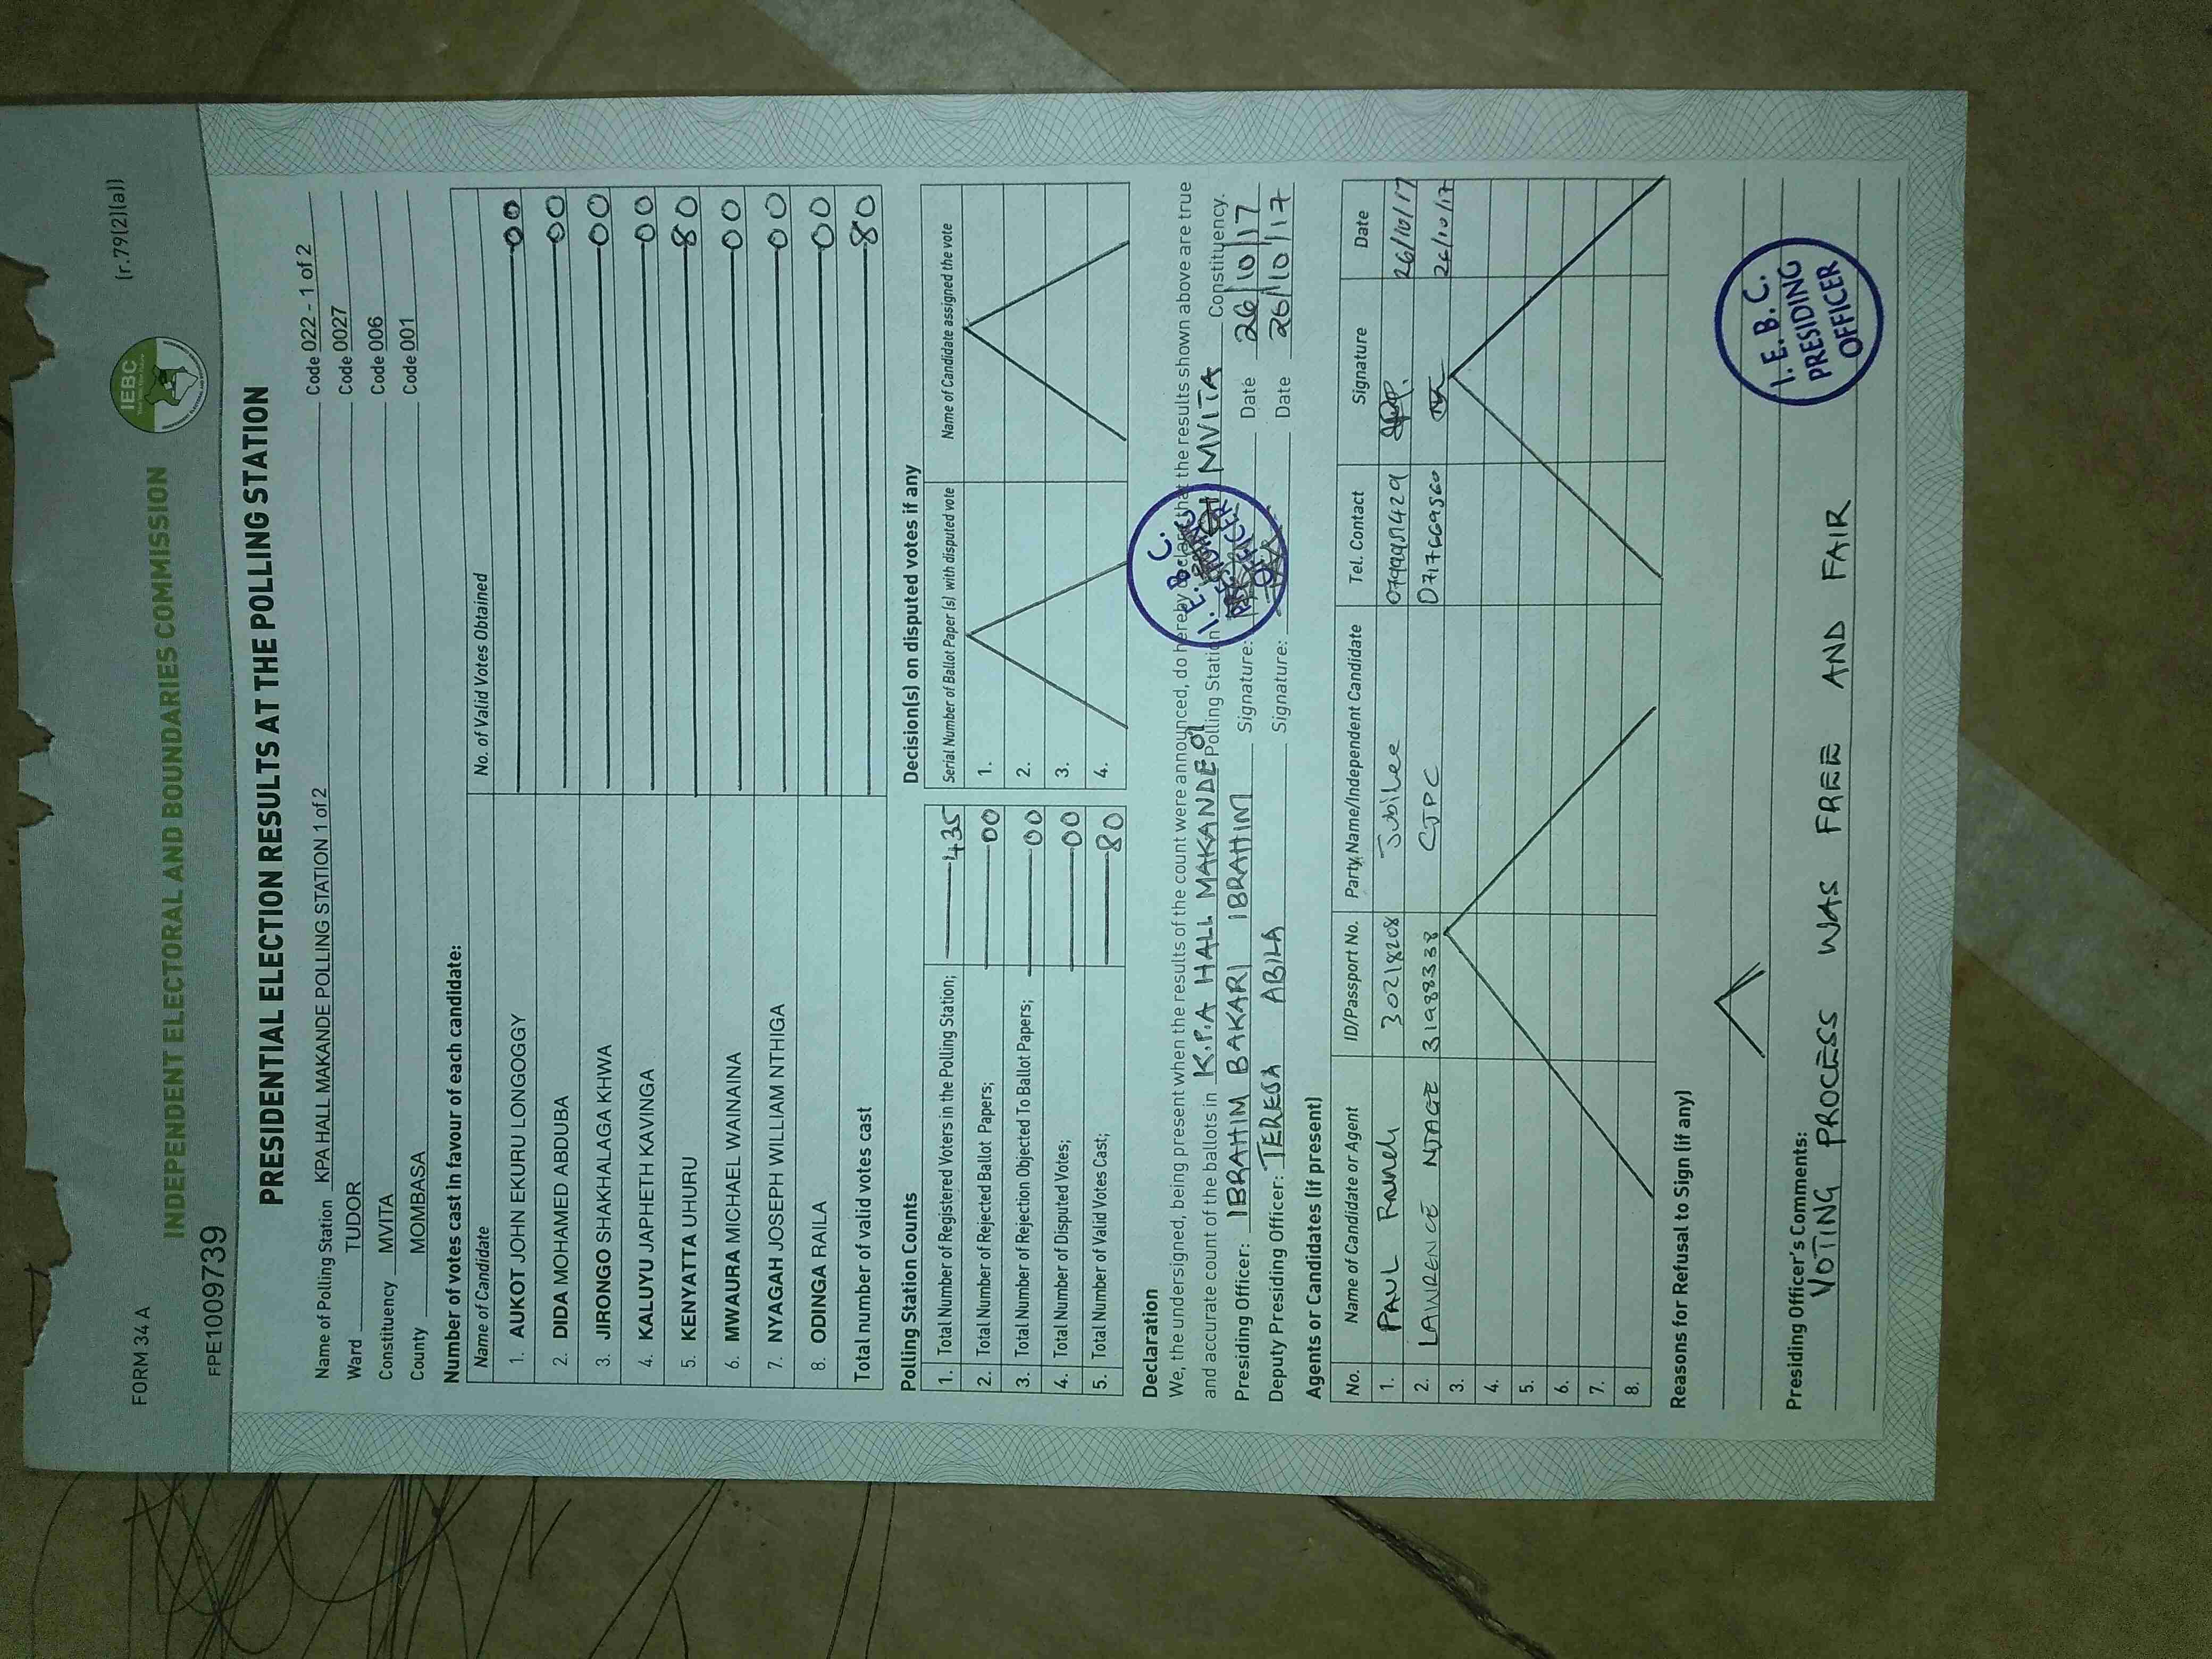 FORM 34 A
(r.79(2)(a))
IEBC
INDEPENDENT ELECTORAL AND BOUNDARIES COMMISSION
FPE1009739
PRESIDENTIAL ELECTION RESULTS AT THE POLLING STATION
Name of Polling Station KPA HALL MAKANDE POLLING STATION 1 of 2 Code 022 - 1 of 2
Ward TUDOR Code 0027
Constituency MVITA Code 006
County MOMBASA Code 001
Number of votes cast in favour of each candidate:
Name of Candidate No. of Valid Votes Obtained
1. AUKOT JOHN EKURU LONGOGGY 00
2. DIDA MOHAMED ABDUBA 00
3. JIRONGO SHAKHALAGA KHWA 00
4. KALUYU JAPHETH KAVINGA 00
5. KENYATTA UHURU 80
6. MWAURA MICHAEL WAINAINA 00
7. NYAGAH JOSEPH WILLIAM NTHIGA 00
8. ODINGA RAILA 00
Total number of valid votes cast 80
Polling Station Counts
1. Total Number of Registered Voters in the Polling Station; 435
2. Total Number of Rejected Ballot Papers; 00
3. Total Number of Rejection Objected To Ballot Papers; 00
4. Total Number of Disputed Votes; 00
5. Total Number of Valid Votes Cast; 80
Decision(s) on disputed votes if any
Serial Number of Ballot Paper (s) with disputed vote Name of Candidate assigned the vote
1.
2.
3.
4.
Declaration
We, the undersigned, being present when the results of the count were announced, do hereby declare that the results shown above are true
and accurate count of the ballots in K.P.A HALL MAKANDE 01 Polling Station MVITA Constituency.
Presiding Officer: IBRAHIM BAKARI IBRAHIM Signature: Date 26/10/17
Deputy Presiding Officer: TERESA ABILA Signature: Date 26/10/17
I. E. B. C.
Agents or Candidates (if present)
No. Name of Candidate or Agent ID/Passport No. Party Name/Independent Candidate Tel. Contact Signature Date
1. PAUL 30218208 Jubilee 26/10/17
2. LAWRENCE NJAGE 31988338 CJPC 0717669560 26/10/17
3.
4.
5.
6.
7.
8.
Reasons for Refusal to Sign (if any)
Presiding Officer's Comments:
VOTING PROCESS WAS FREE AND FAIR
I. E. B. C.
PRESIDING
OFFICER